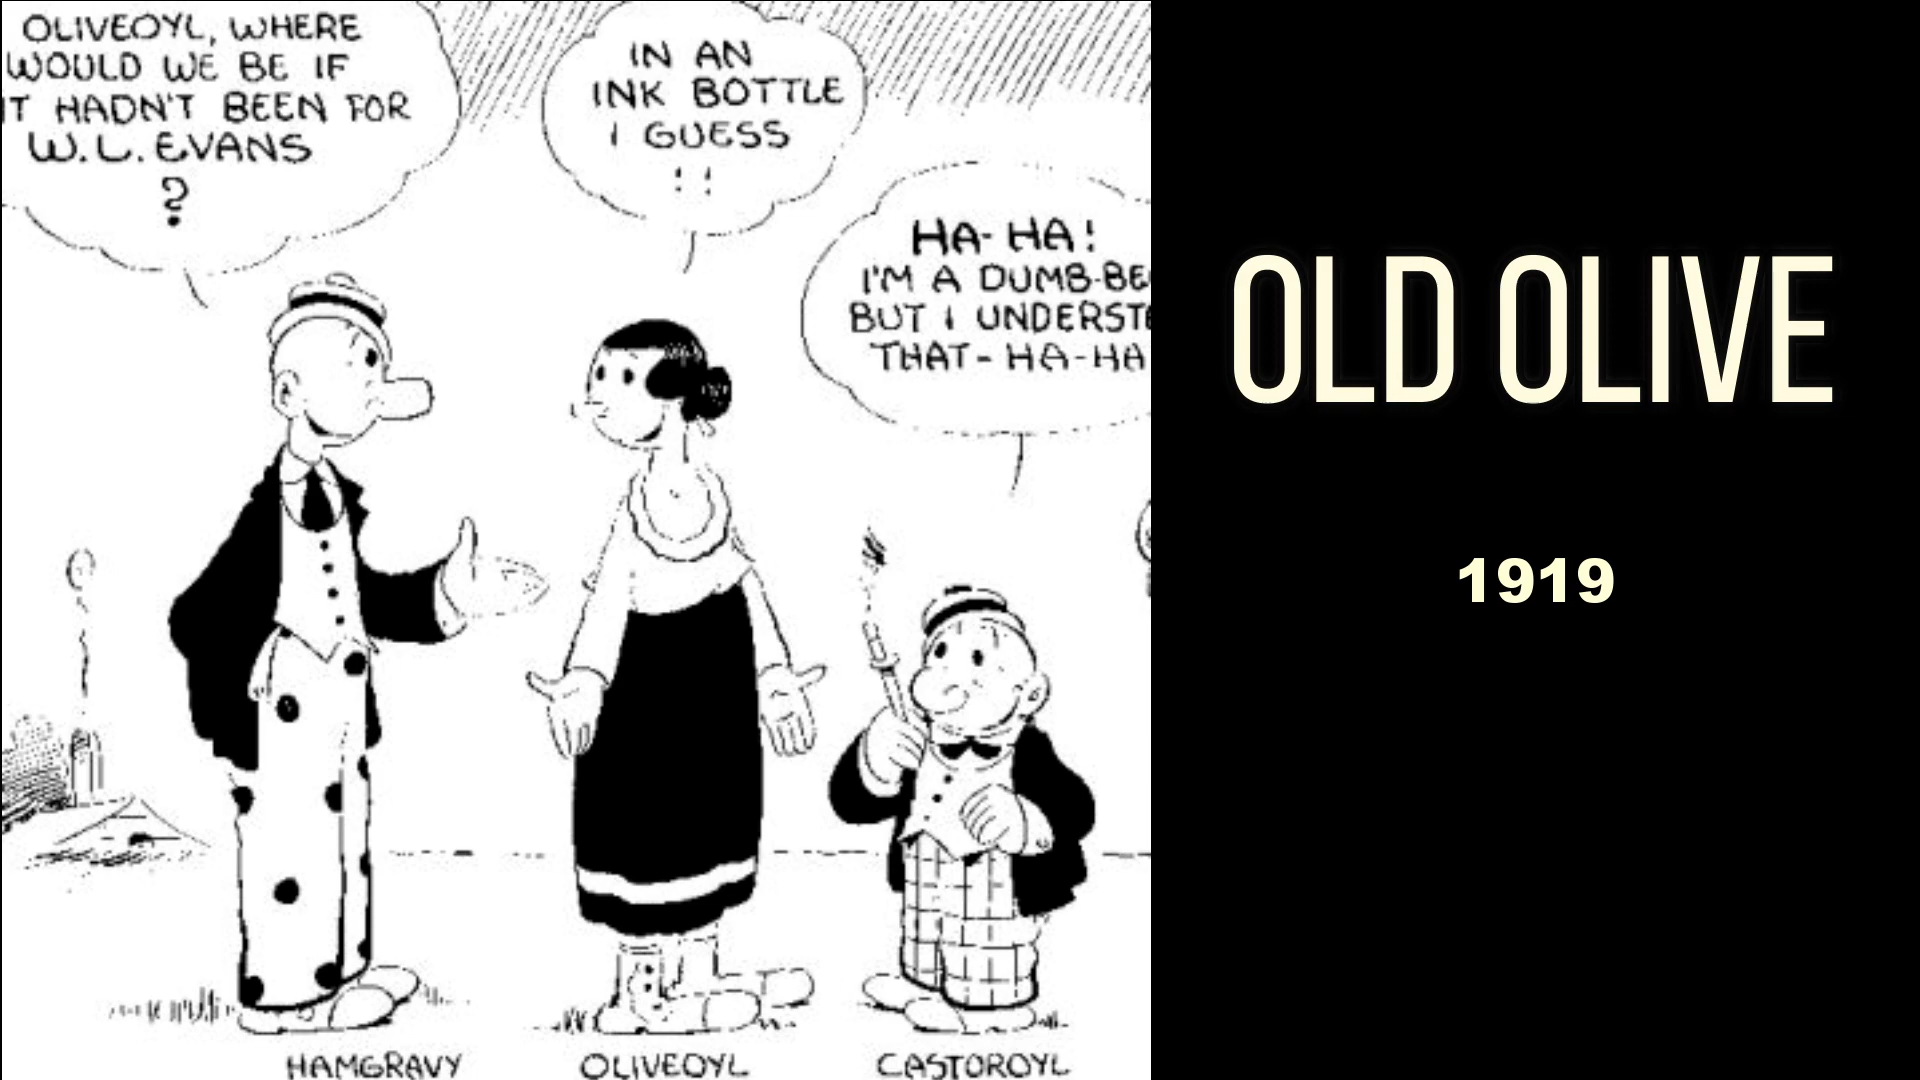 OLIVEOYL, WHERE
WOULD WE BE IF
IT HADN'T BEEN FOR
W.L. EVANS
?
IN AN
INK BOTTLE
I GUESS
!!
HA-HA!
I'M A DUMB-BE
BUT I UNDERST
THAT-HA-HA
HAMGRAVY
OLIVEOYL
CASTOROYL
OLD OLIVE
1919